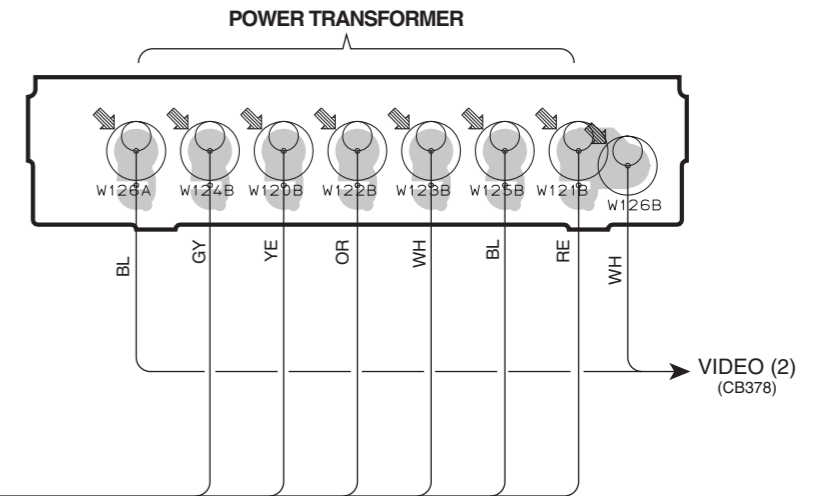 POWER TRANSFORMER
W126A W124B W120B W122B W123B W125B W121B
W126B
BL GY YE OR WH BL RE WH
VIDEO (2)
(CB378)